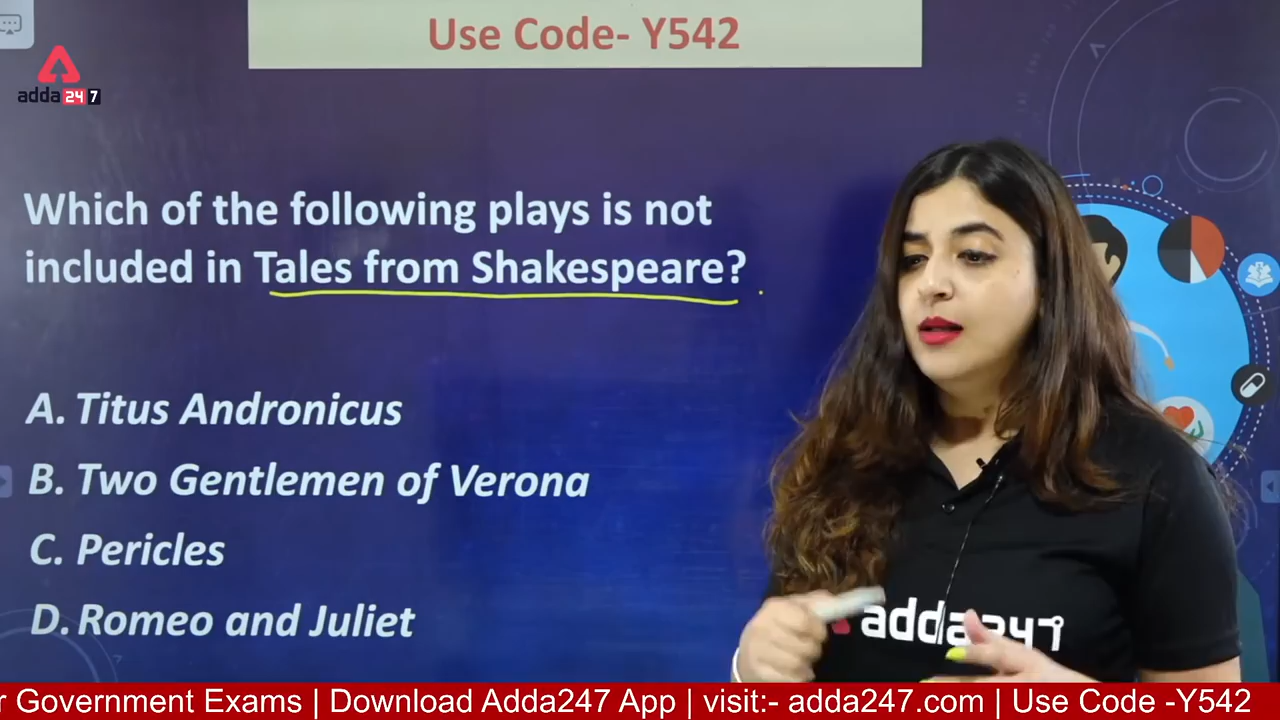 Use Code- Y542
adda 247
Which of the following plays is not
included in Tales from Shakespeare?
A. Titus Andronicus
B. Two Gentlemen of Verona
C. Pericles
D. Romeo and Juliet
adda247
r Government Exams | Download Adda247 App | visit:- adda247.com | Use Code -Y542